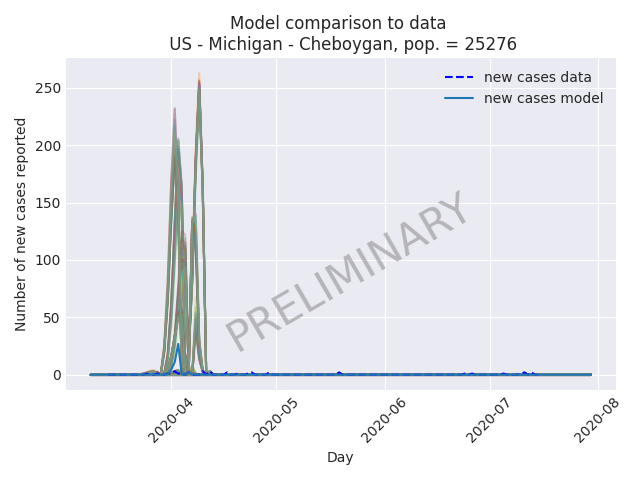 Model comparison to data
US - Michigan - Cheboygan, pop. = 25276
new cases data
new cases model
Number of new cases reported
250
200
150
100
50
0
PRELIMINARY
2020-04
2020-05
2020-06
2020-07
2020-08
Day